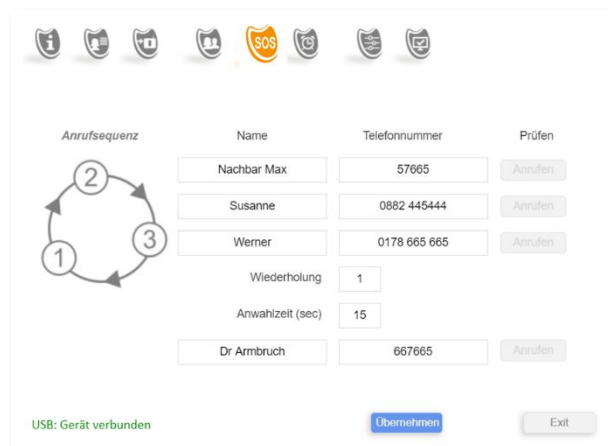 SOS
Anrufsequenz Name Telefonnummer Prüfen
Nachbar Max 57665 Anrufen
Susanne 0882 445444 Anrufen
Werner 0178 665 665 Anrufen
1 2 3
Wiederholung 1
Anwahlzeit (sec) 15
Dr Armbruch 667665 Anrufen
USB: Gerät verbunden Übernehmen Exit